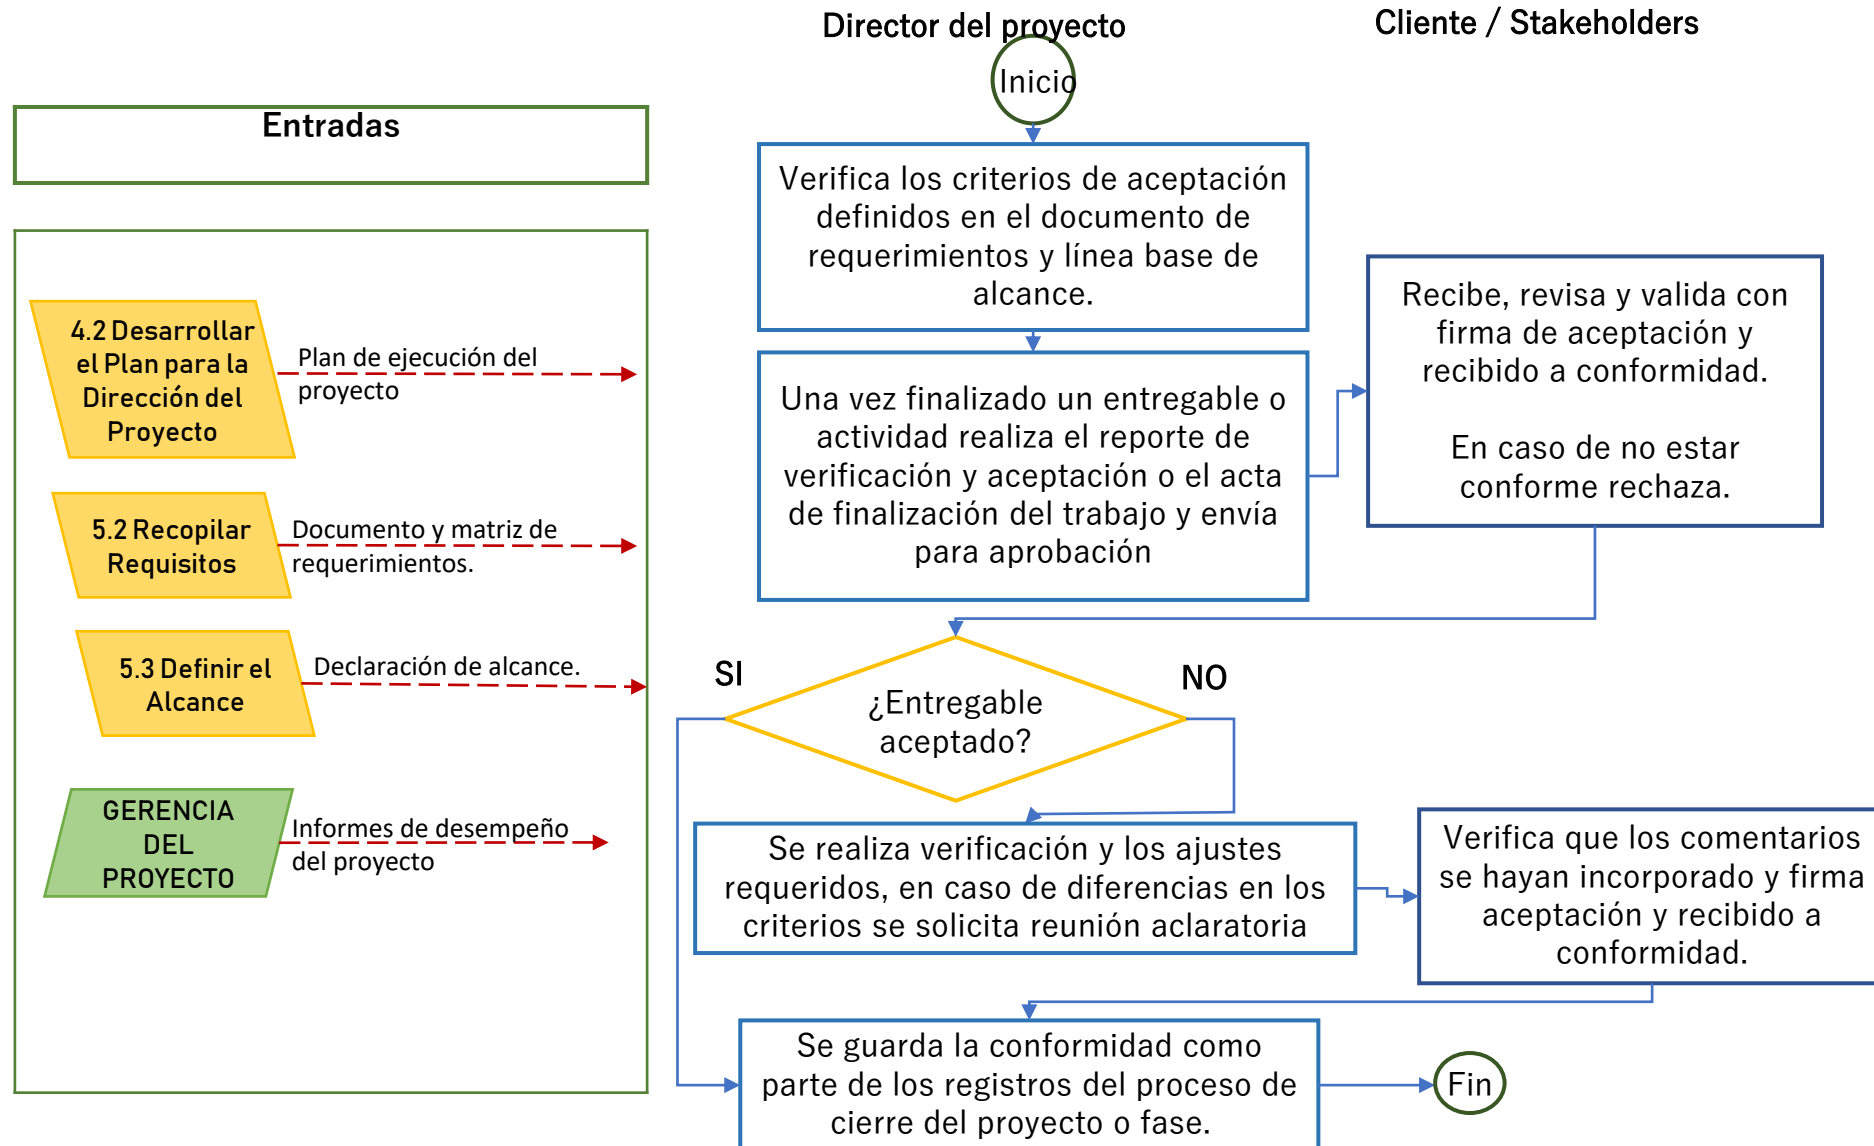 Director del proyecto
Cliente / Stakeholders
Inicio
Entradas
4.2 Desarrollar
el Plan para la
Dirección del
Proyecto
Plan de ejecución del
proyecto
5.2 Recopilar
Requisitos
Documento y matriz de
requerimientos.
5.3 Definir el
Alcance
Declaración de alcance.
GERENCIA
DEL
PROYECTO
Informes de desempeño
del proyecto
Verifica los criterios de aceptación
definidos en el documento de
requerimientos y línea base de
alcance.
Una vez finalizado un entregable o
actividad realiza el reporte de
verificación y aceptación o el acta
de finalización del trabajo y envía
para aprobación
Recibe, revisa y valida con
firma de aceptación y
recibido a conformidad.
En caso de no estar
conforme rechaza.
SI
NO
¿Entregable
aceptado?
Se realiza verificación y los ajustes
requeridos, en caso de diferencias en los
criterios se solicita reunión aclaratoria
Verifica que los comentarios
se hayan incorporado y firma
aceptación y recibido a
conformidad.
Se guarda la conformidad como
parte de los registros del proceso de
cierre del proyecto o fase.
Fin